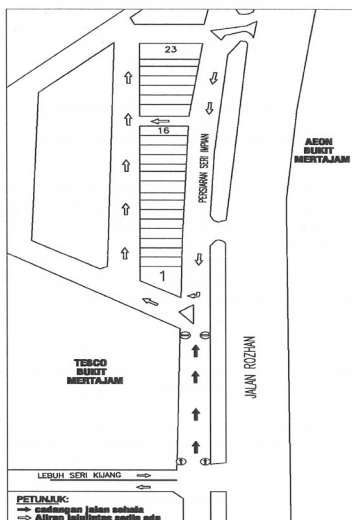 23
16
PERSIARAN SERI IMPIAN
AEON
BUKIT
MERTAJAM
1
TESCO
BUKIT
MERTAJAM
JALAN ROZHAN
LEBUH SERI KIJANG
PETUNJUK:
cadangan jalan sehala
Aliran lalulintas sedia ada